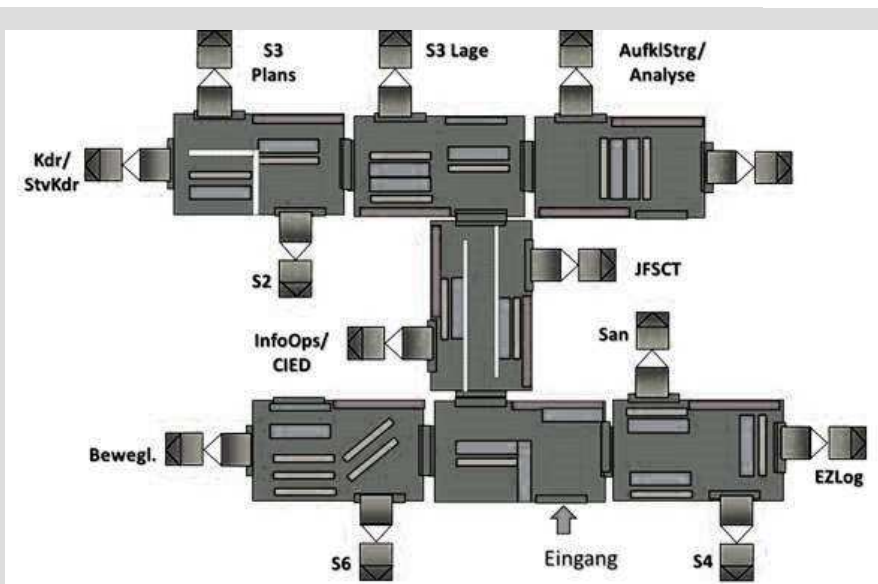 S3
Plans
S3 Lage
AufklStrg/
Analyse
Kdr/
StvKdr
S2
JFSCT
InfoOps/
CIED
San
Bewegl.
EZLog
S6
Eingang
S4